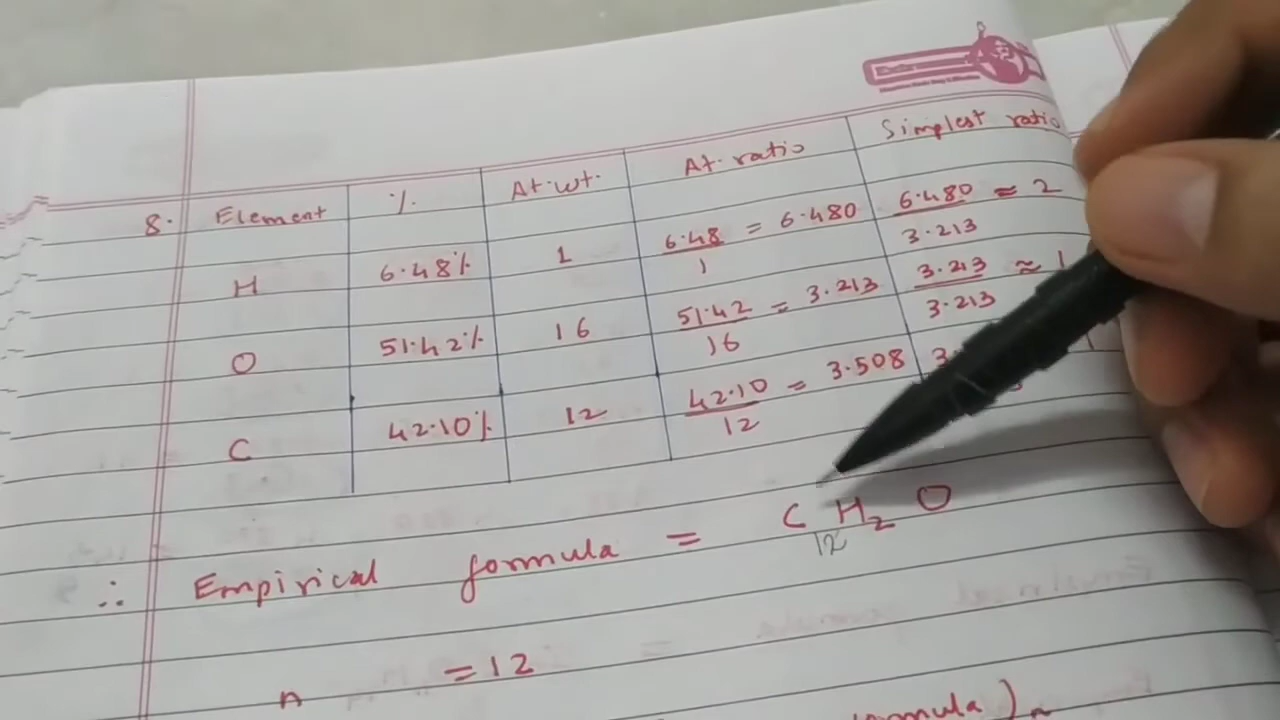 8. Element % At.wt. At. ratio Simplest ratio
H 6.48% 1 6.48/1 = 6.480 6.480/3.213 ≈ 2
O 51.42% 16 51.42/16 = 3.213 3.213/3.213 ≈ 1
C 42.10% 12 42.10/12 = 3.508
∴ Empirical formula = C H2 O
12
n = 12